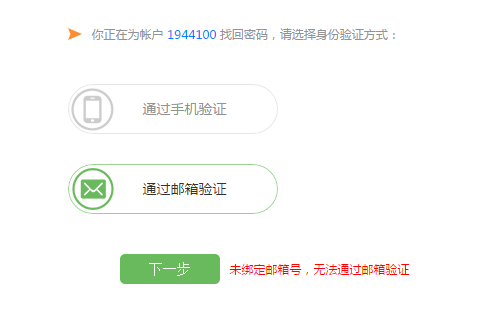 你正在为帐户 1944100 找回密码，请选择身份验证方式：
通过手机验证
通过邮箱验证
下一步 未绑定邮箱号，无法通过邮箱验证